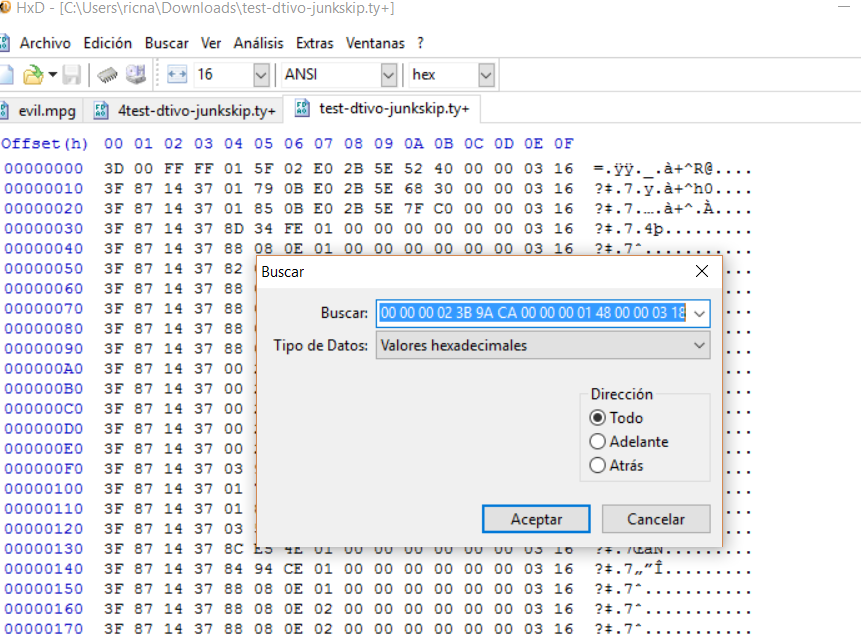 HxD - [C:\Users\ricna\Downloads\test-dtivo-junkskip.ty+]
Archivo Edición Buscar Ver Análisis Extras Ventanas ?
16 ANSI hex
evil.mpg 4test-dtivo-junkskip.ty+ test-dtivo-junkskip.ty+
Offset(h) 00 01 02 03 04 05 06 07 08 09 0A 0B 0C 0D 0E 0F
00000000 3D 00 FF FF 01 5F 02 E0 2B 5E 52 40 00 00 03 16 =.ÿÿ._.à+^R@....
00000010 3F 87 14 37 01 79 0B E0 2B 5E 68 30 00 00 03 16 ?‡.7.y.à+^h0....
00000020 3F 87 14 37 01 85 0B E0 2B 5E 7F C0 00 00 03 16 ?‡.7.….à+^.À....
00000030 3F 87 14 37 8D 34 FE 01 00 00 00 00 00 00 03 16 ?‡.7.4þ.........
00000040 3F 87 14 37 88 08 0E 01 00 00 00 00 00 00 03 16 ?‡.7ˆ...........
00000050 3F 87 14 37 82
00000060 3F 87 14 37 88
00000070 3F 87 14 37 88
00000080 3F 87 14 37 88
00000090 3F 87 14 37 88
000000A0 3F 87 14 37 00
000000B0 3F 87 14 37 00
000000C0 3F 87 14 37 00
000000D0 3F 87 14 37 00
000000E0 3F 87 14 37 00
000000F0 3F 87 14 37 03
00000100 3F 87 14 37 01
00000110 3F 87 14 37 01
00000120 3F 87 14 37 03
Buscar
Buscar: 00 00 00 02 3B 9A CA 00 00 00 01 48 00 00 03 18
Tipo de Datos: Valores hexadecimales
Dirección
Todo
Adelante
Atrás
Aceptar Cancelar
00000130 3F 87 14 37 8C E5 4E 01 00 00 00 00 00 00 03 16 ?‡.7ŒåN.........
00000140 3F 87 14 37 84 94 CE 01 00 00 00 00 00 00 03 16 ?‡.7„”Î.........
00000150 3F 87 14 37 88 08 0E 01 00 00 00 00 00 00 03 16 ?‡.7ˆ...........
00000160 3F 87 14 37 88 08 0E 02 00 00 00 00 00 00 03 16 ?‡.7ˆ...........
00000170 3F 87 14 37 88 08 0E 02 00 00 00 00 00 00 03 16 ?‡.7ˆ...........